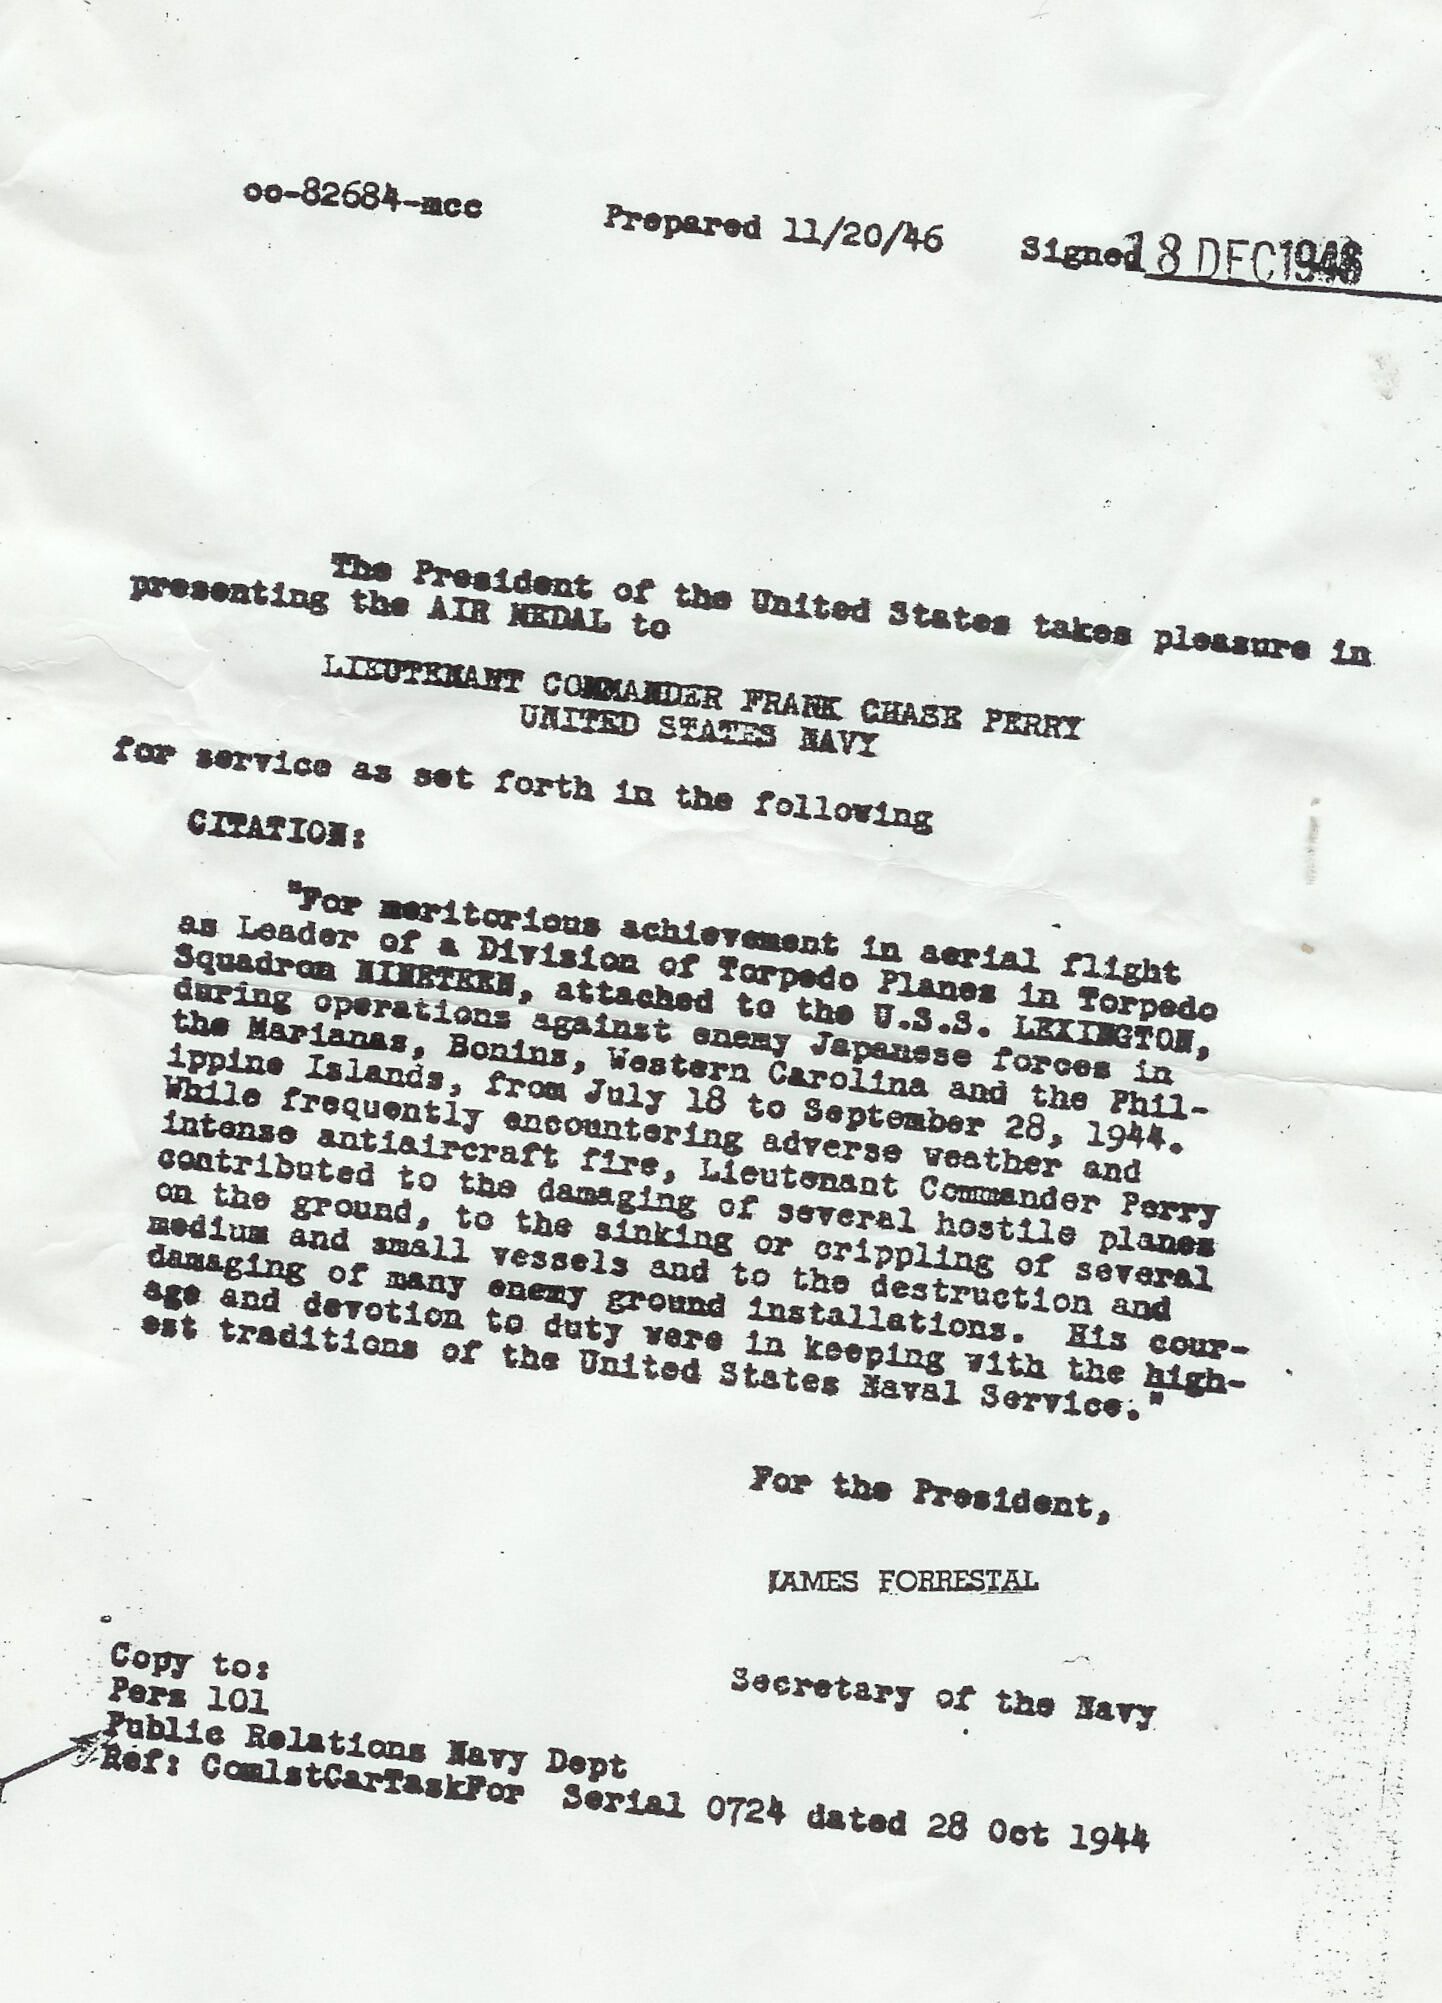 oo-82684-mcc Prepared 11/20/46 Signed 18 DEC 1946
The President of the United States takes pleasure in
presenting the AIR MEDAL to
LIEUTENANT COMMANDER FRANK CHASE PERRY
UNITED STATES NAVY
for service as set forth in the following
CITATION:
"For meritorious achievement in aerial flight
as Leader of a Division of Torpedo Planes in Torpedo
Squadron NINETEEN, attached to the U.S.S. LEXINGTON,
during operations against enemy Japanese forces in
the Marianas, Bonins, Western Carolina and the Phil-
ippine Islands, from July 18 to September 28, 1944.
While frequently encountering adverse weather and
intense antiaircraft fire, Lieutenant Commander Perry
contributed to the damaging of several hostile planes
on the ground, to the sinking or crippling of several
medium and small vessels and to the destruction and
damaging of many enemy ground installations. His cour-
age and devotion to duty were in keeping with the high-
est traditions of the United States Naval Service."
For the President,
JAMES FORRESTAL
Secretary of the Navy
Copy to:
Pers 101
Public Relations Navy Dept
Ref: Com1stCarTaskFor Serial 0724 dated 28 Oct 1944